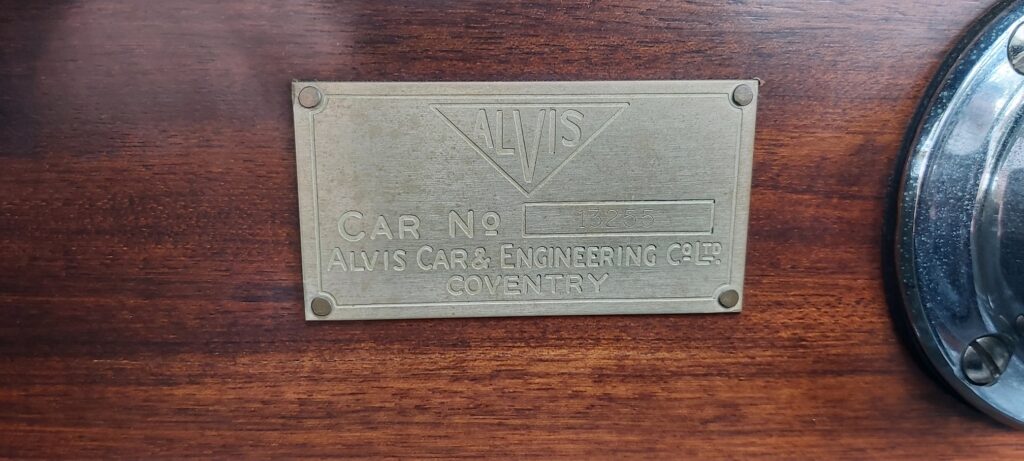 ALVIS
CAR No 13255
ALVIS CAR & ENGINEERING Co LTD.
COVENTRY